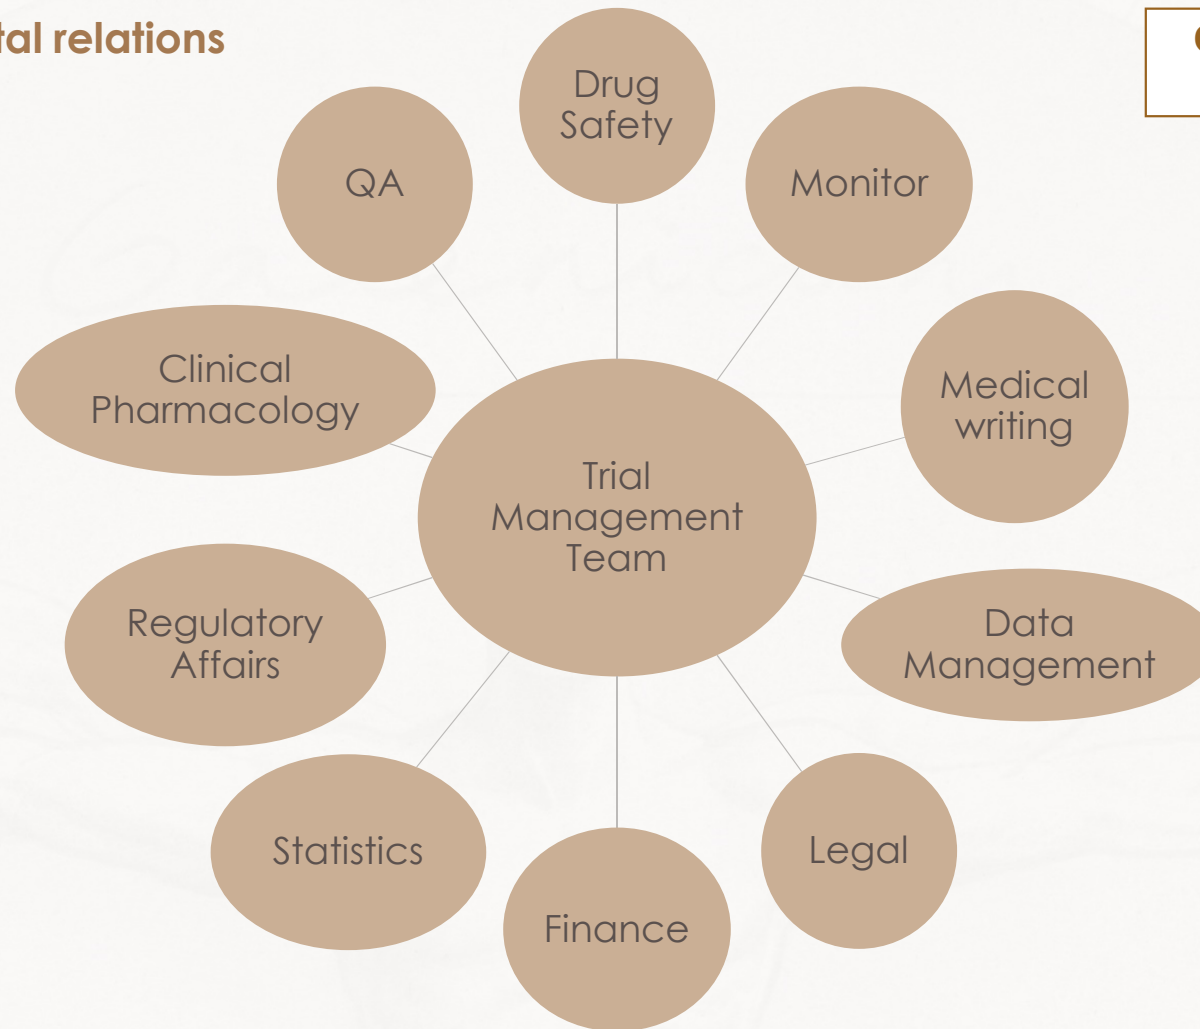 tal relations
Drug
Safety
QA
Monitor
Clinical
Pharmacology
Medical
writing
Trial
Management
Team
Regulatory
Affairs
Data
Management
Statistics
Legal
Finance